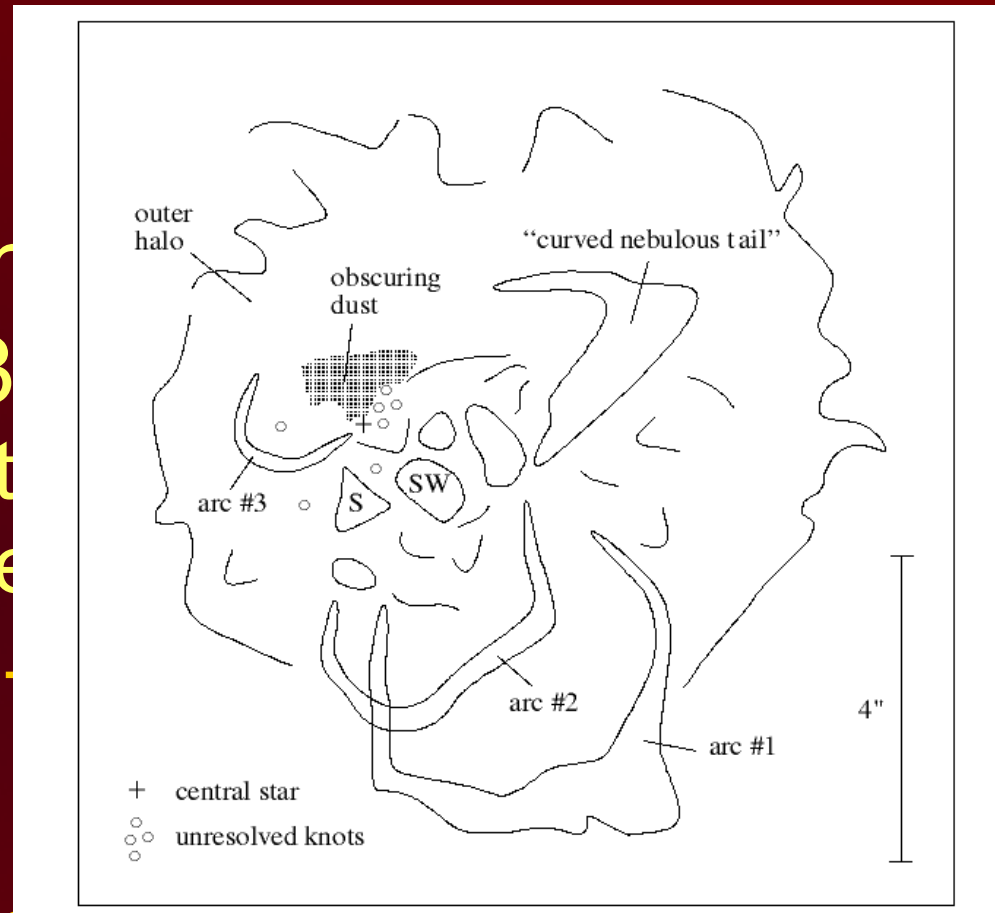 outer
halo
"curved nebulous tail"
obscuring
dust
arc #3
S
SW
arc #2
4"
arc #1
+ central star
unresolved knots